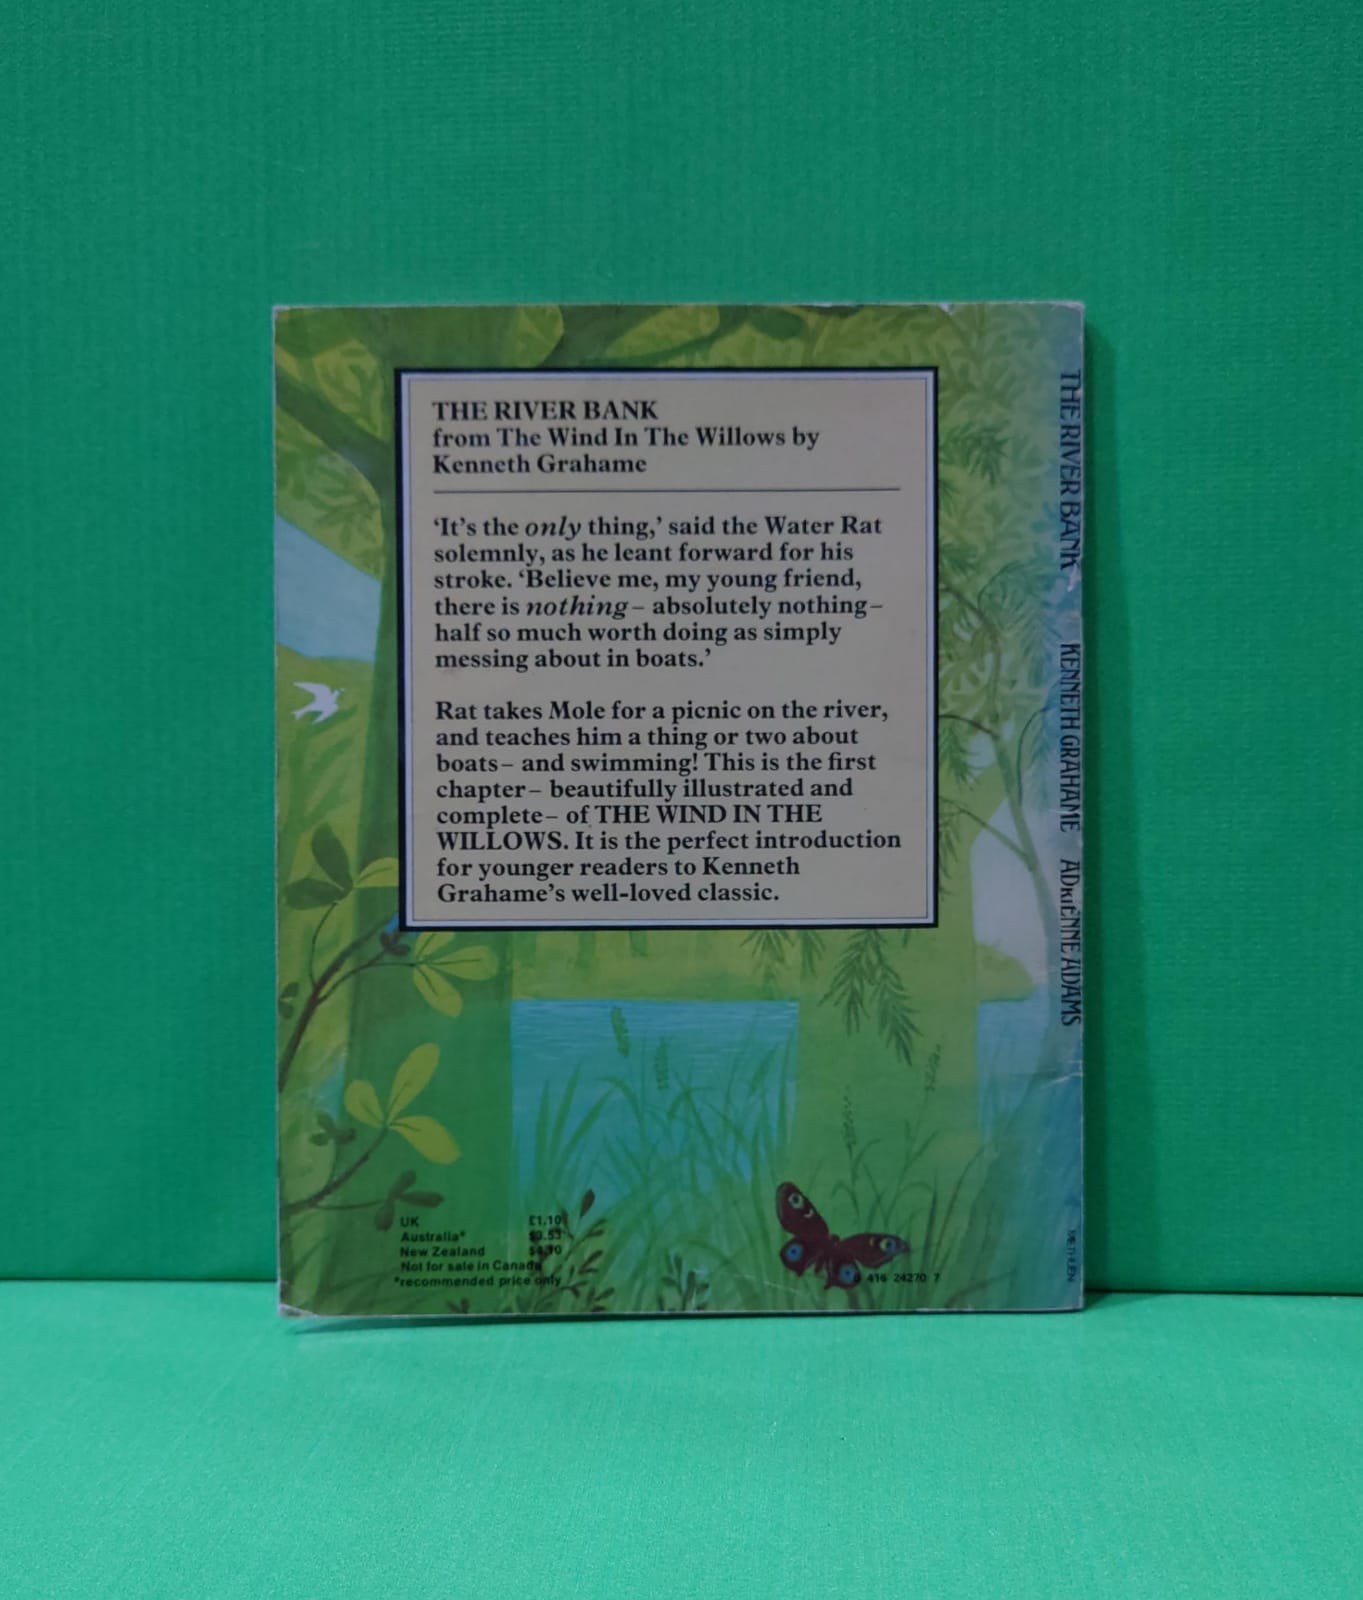 THE RIVER BANK
from The Wind In The Willows by
Kenneth Grahame
‘It’s the only thing,’ said the Water Rat
solemnly, as he leant forward for his
stroke. ‘Believe me, my young friend,
there is nothing – absolutely nothing –
half so much worth doing as simply
messing about in boats.’
Rat takes Mole for a picnic on the river,
and teaches him a thing or two about
boats – and swimming! This is the first
chapter – beautifully illustrated and
complete – of THE WIND IN THE
WILLOWS. It is the perfect introduction
for younger readers to Kenneth
Grahame’s well-loved classic.
UK £1.10
Australia*
New Zealand
Not for sale in Canada
*recommended price only
0 416 24270 7
THE RIVER BANK KENNETH GRAHAME ADRIENNE ADAMS METHUEN